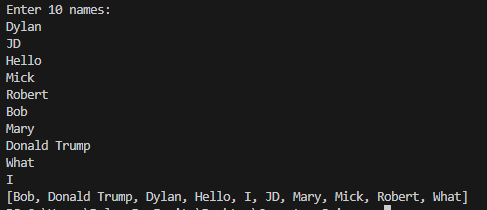 Enter 10 names:
Dylan
JD
Hello
Mick
Robert
Bob
Mary
Donald Trump
What
I
[Bob, Donald Trump, Dylan, Hello, I, JD, Mary, Mick, Robert, What]